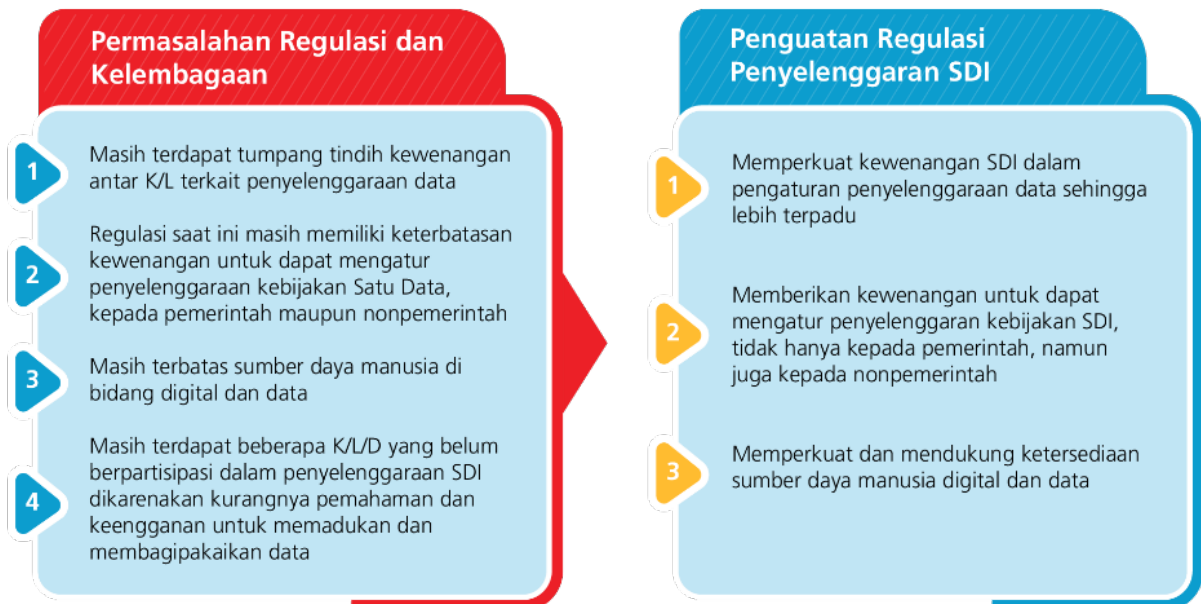 Permasalahan Regulasi dan
Kelembagaan
1
Masih terdapat tumpang tindih kewenangan
antar K/L terkait penyelenggaraan data
2
Regulasi saat ini masih memiliki keterbatasan
kewenangan untuk dapat mengatur
penyelenggaraan kebijakan Satu Data,
kepada pemerintah maupun nonpemerintah
3
Masih terbatas sumber daya manusia di
bidang digital dan data
4
Masih terdapat beberapa K/L/D yang belum
berpartisipasi dalam penyelenggaraan SDI
dikarenakan kurangnya pemahaman dan
keengganan untuk memadukan dan
membagipakaikan data
Penguatan Regulasi
Penyelenggaran SDI
1
Memperkuat kewenangan SDI dalam
pengaturan penyelenggaraan data sehingga
lebih terpadu
2
Memberikan kewenangan untuk dapat
mengatur penyelenggaran kebijakan SDI,
tidak hanya kepada pemerintah, namun
juga kepada nonpemerintah
3
Memperkuat dan mendukung ketersediaan
sumber daya manusia digital dan data